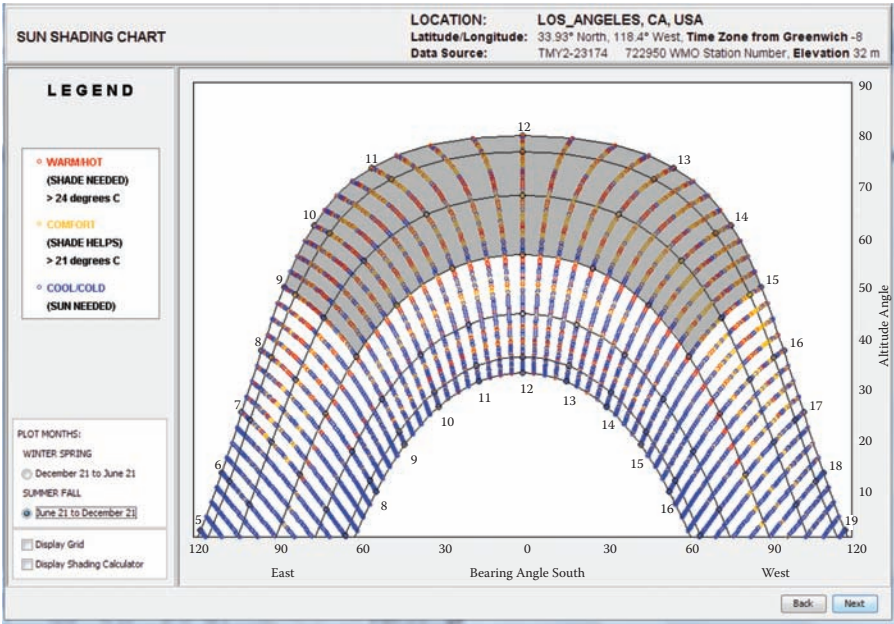 SUN SHADING CHART
LOCATION: LOS_ANGELES, CA, USA
Latitude/Longitude: 33.93° North, 118.4° West, Time Zone from Greenwich -8
Data Source: TMY2-23174 722950 WMO Station Number, Elevation 32 m
LEGEND
WARM/HOT
(SHADE NEEDED)
> 24 degrees C
COMFORT
(SHADE HELPS)
> 21 degrees C
COOL/COLD
(SUN NEEDED)
PLOT MONTHS:
WINTER SPRING
December 21 to June 21
SUMMER FALL
June 21 to December 21
Display Grid
Display Shading Calculator
90
80
70
60
50
40
30
20
10
Altitude Angle
12
11
13
10
14
9
15
8
16
7
17
6
18
5
19
12
11
13
10
14
9
15
8
16
120 90 60 30 0 30 60 90 120
East Bearing Angle South West
Back Next